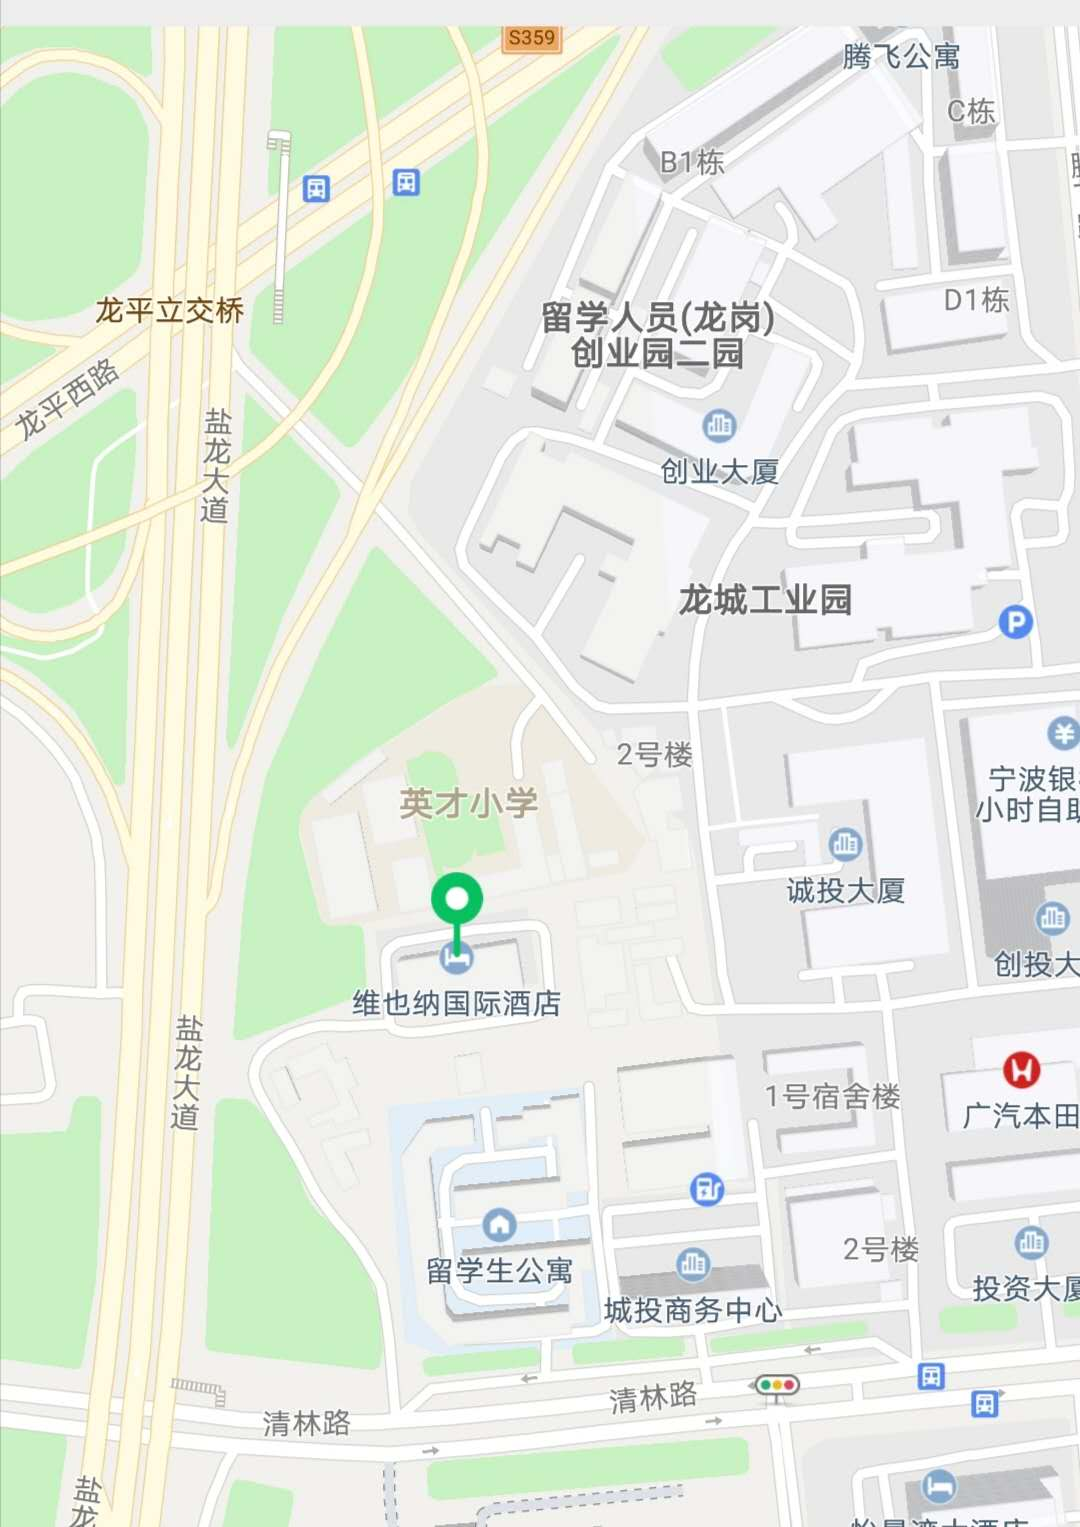 S359
腾飞公寓
C栋
B1栋
龙平立交桥
D1栋
留学人员(龙岗)
创业园二园
龙平西路
盐龙大道
创业大厦
龙城工业园
P
2号楼
宁波银
小时自助
英才小学
诚投大厦
创投大
维也纳国际酒店
盐龙大道
1号宿舍楼
广汽本田
2号楼
留学生公寓
投资大厦
城投商务中心
清林路
清林路
盐龙